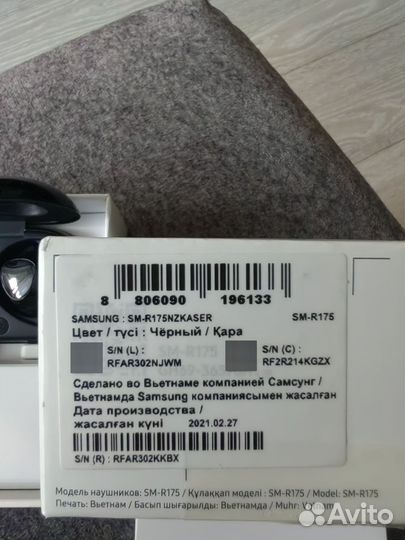 8 806090 196133
SAMSUNG : SM-R175NZKASER SM-R175
Цвет / түсі : Чёрный / Қара
S/N (L) : S/N (C) :
RFAR302NJWM RF2R214KGZX
Сделано во Вьетнаме компанией Самсунг /
Вьетнамда Samsung компаниясымен жасалған
Дата производства /
жасалған күні 2021.02.27
S/N (R) : RFAR302KKBX
Модель наушников: SM-R175 / Құлаққап моделі : SM-R175 / Model: SM-R175
Печать: Вьетнам / Басып шығарылды: Вьетнамда / Muhr: Vietnam
Avito